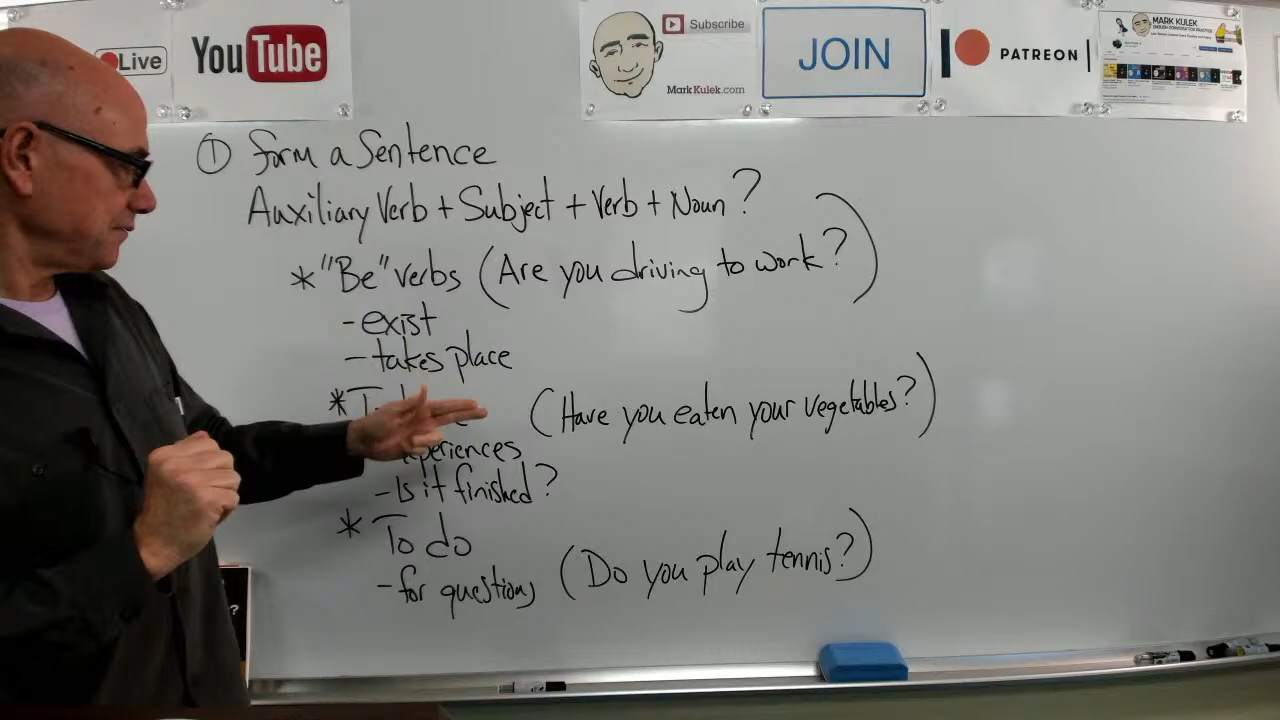 Live
YouTube
Subscribe
MarkKulek.com
JOIN
PATREON
MARK KULEK
① Form a Sentence
Auxiliary Verb + Subject + Verb + Noun?
* "Be" verbs (Are you driving to work?)
- exist
- takes place
* (Have you eaten your vegetables?)
- Is it finished?
* To do
- for questions (Do you play tennis?)
?